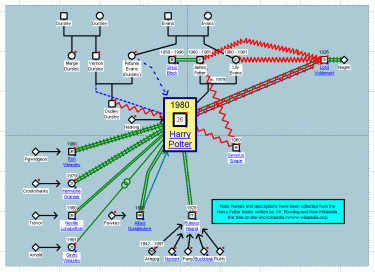 Dursley
Dursley
Evans
Evans
1959 - 1996
1960 - 1981
1960 - 1981
1926
Marge
Dursley
Vernon
Dursley
Petunia
Evans
(Dursley)
Sirius
Black
James
Potter
Lily
Evans
Lord
Voldemort
Nagini
m. 1978
Dudley
Dursley
1980
26
Harry
Potter
Hedwig
1960
Severus
Snape
Pigwidgeon
1980
Ron
Weasley
Crookshanks
1979
Hermione
Granger
Trevor
1980
Neville
Longbottom
Fawkes
Albus
Dumbledore
1928
Rubeus
Hagrid
Arnold
1981
Ginny
Weasley
1942 - 1997
Aragog
Norbert
Fang
Buckbeak
Fluffy
Note: Names and descriptions have been collected from the
Harry Potter books written by J.K. Rowling and from Wikipedia,
the free on-line encyclopedia (www.wikipedia.org)